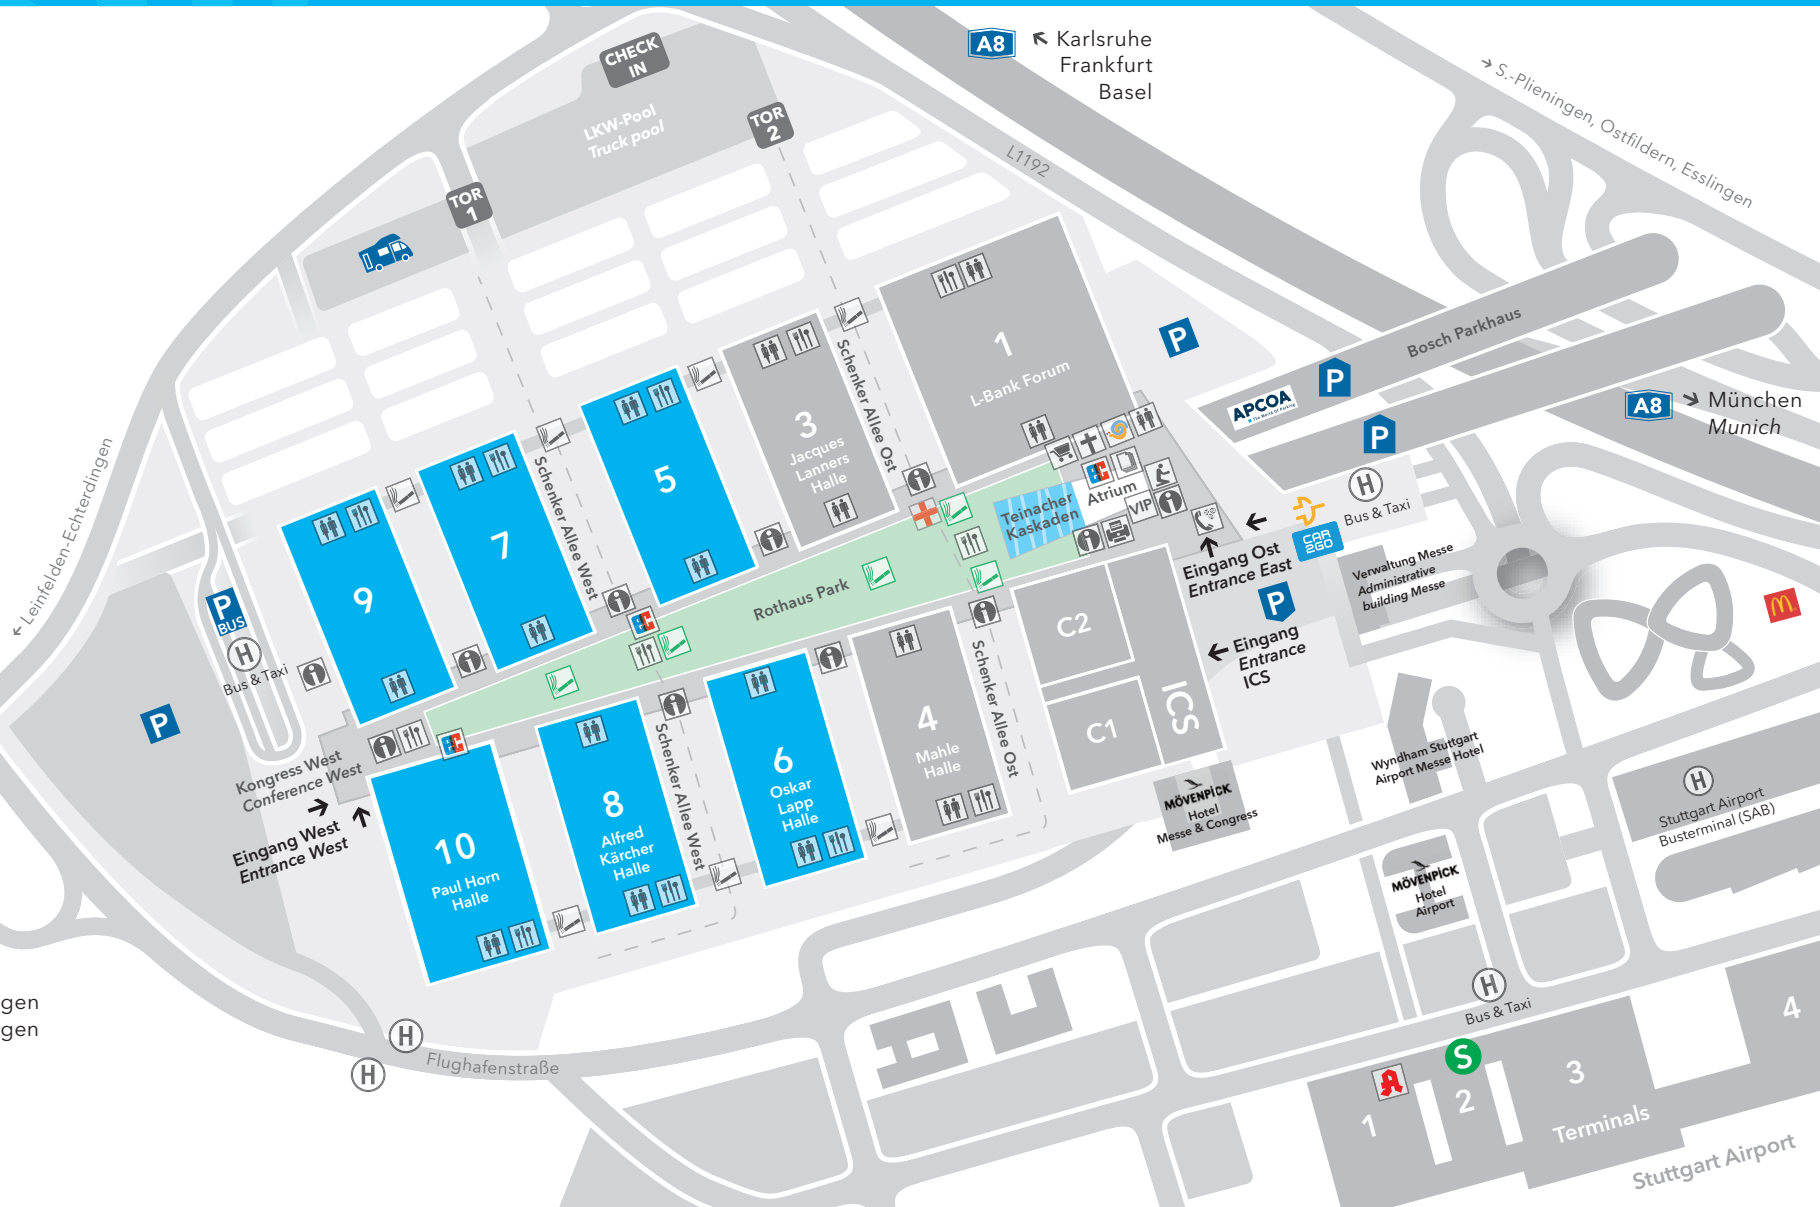 A8
Karlsruhe
Frankfurt
Basel
S.-Plieningen, Ostfildern, Esslingen
L1192
CHECK
IN
LKW-Pool
Truck pool
TOR
2
TOR
1
Leinfelden-Echterdingen
Bosch Parkhaus
P
P
APCOA
P
A8
München
Munich
H
Bus & Taxi
1
L-Bank Forum
3
Jacques
Lanners
Halle
5
7
9
Schenker Allee Ost
Schenker Allee West
EC
Atrium
VIP
Teinacher
Kaskaden
Rothaus Park
EC
CAR
2GO
Eingang Ost
Entrance East
P
Eingang
Entrance
ICS
Verwaltung Messe
Administrative
building Messe
P
BUS
H
Bus & Taxi
P
Kongress West
Conference West
Eingang West
Entrance West
EC
10
Paul Horn
Halle
8
Alfred
Kärcher
Halle
Schenker Allee West
6
Oskar
Lapp
Halle
4
Mahle
Halle
Schenker Allee Ost
C2
C1
ICS
MÖVENPICK
Hotel
Messe & Congress
Wyndham Stuttgart
Airport Messe Hotel
H
Stuttgart Airport
Busterminal (SAB)
MÖVENPICK
Hotel
Airport
H
Bus & Taxi
gen
gen
H
H
Flughafenstraße
S
1
2
3
4
Terminals
Stuttgart Airport